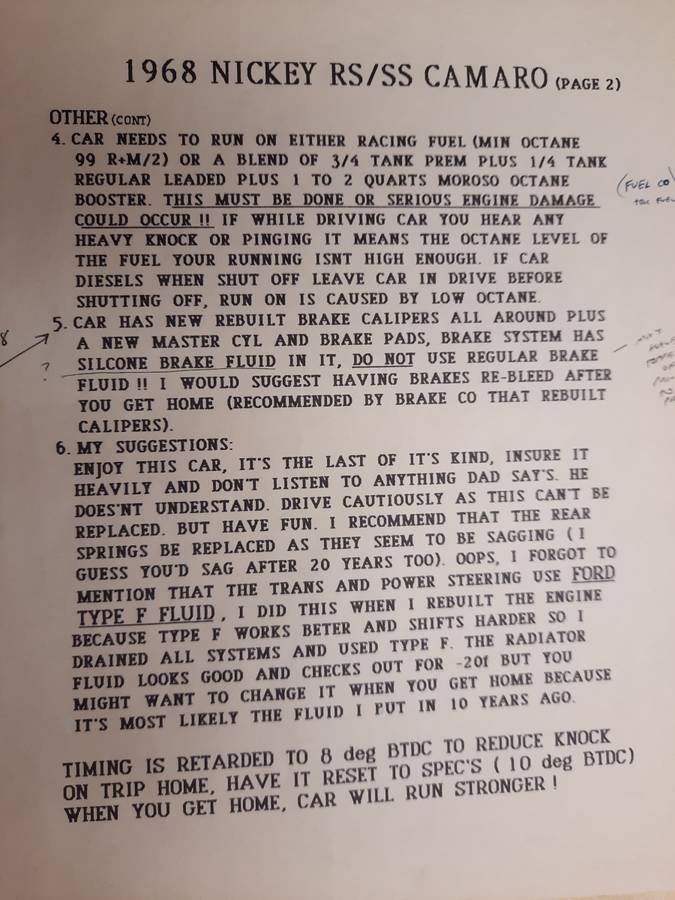 1968 NICKEY RS/SS CAMARO (PAGE 2)
OTHER (CONT)
4. CAR NEEDS TO RUN ON EITHER RACING FUEL (MIN OCTANE
99 R+M/2) OR A BLEND OF 3/4 TANK PREM PLUS 1/4 TANK
REGULAR LEADED PLUS 1 TO 2 QUARTS MOROSO OCTANE
BOOSTER. THIS MUST BE DONE OR SERIOUS ENGINE DAMAGE
COULD OCCUR !! IF WHILE DRIVING CAR YOU HEAR ANY
HEAVY KNOCK OR PINGING IT MEANS THE OCTANE LEVEL OF
THE FUEL YOUR RUNNING ISNT HIGH ENOUGH. IF CAR
DIESELS WHEN SHUT OFF LEAVE CAR IN DRIVE BEFORE
SHUTTING OFF, RUN ON IS CAUSED BY LOW OCTANE.
(FUEL CO)
FUEL
5. CAR HAS NEW REBUILT BRAKE CALIPERS ALL AROUND PLUS
A NEW MASTER CYL AND BRAKE PADS, BRAKE SYSTEM HAS
SILCONE BRAKE FLUID IN IT, DO NOT USE REGULAR BRAKE
FLUID !! I WOULD SUGGEST HAVING BRAKES RE-BLEED AFTER
YOU GET HOME (RECOMMENDED BY BRAKE CO THAT REBUILT
CALIPERS).
8
?
6. MY SUGGESTIONS:
ENJOY THIS CAR, IT'S THE LAST OF IT'S KIND, INSURE IT
HEAVILY AND DON'T LISTEN TO ANYTHING DAD SAY'S. HE
DOES'NT UNDERSTAND. DRIVE CAUTIOUSLY AS THIS CAN'T BE
REPLACED. BUT HAVE FUN. I RECOMMEND THAT THE REAR
SPRINGS BE REPLACED AS THEY SEEM TO BE SAGGING ( I
GUESS YOU'D SAG AFTER 20 YEARS TOO). OOPS, I FORGOT TO
MENTION THAT THE TRANS AND POWER STEERING USE FORD
TYPE F FLUID , I DID THIS WHEN I REBUILT THE ENGINE
BECAUSE TYPE F WORKS BETER AND SHIFTS HARDER SO I
DRAINED ALL SYSTEMS AND USED TYPE F. THE RADIATOR
FLUID LOOKS GOOD AND CHECKS OUT FOR -20f BUT YOU
MIGHT WANT TO CHANGE IT WHEN YOU GET HOME BECAUSE
IT'S MOST LIKELY THE FLUID I PUT IN 10 YEARS AGO.
TIMING IS RETARDED TO 8 deg BTDC TO REDUCE KNOCK
ON TRIP HOME, HAVE IT RESET TO SPEC'S ( 10 deg BTDC)
WHEN YOU GET HOME, CAR WILL RUN STRONGER !